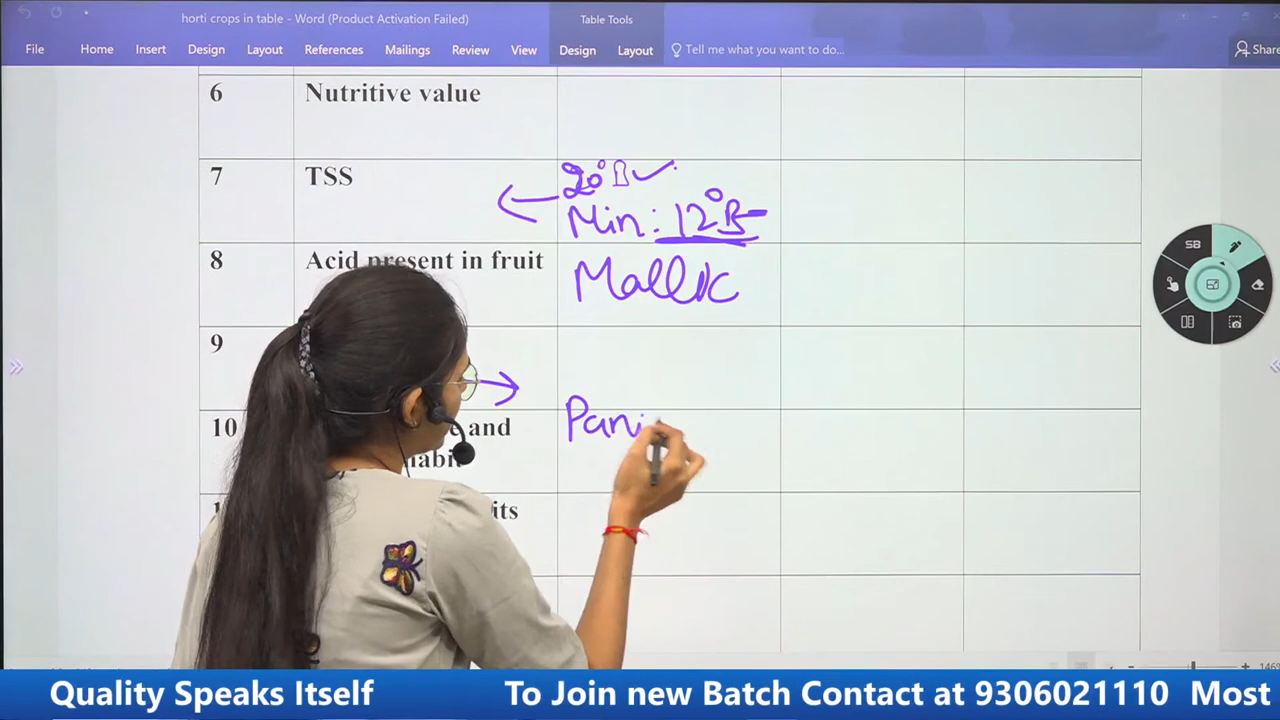 horti crops in table - Word (Product Activation Failed)
Table Tools
File Home Insert Design Layout References Mailings Review View Design Layout Tell me what you want to do... Share
6 Nutritive value
7 TSS 20°B
Min: 12°B
8 Acid present in fruit Mallic
9
10 and Pani
habit
its
SB
146%
Quality Speaks Itself To Join new Batch Contact at 9306021110 Most